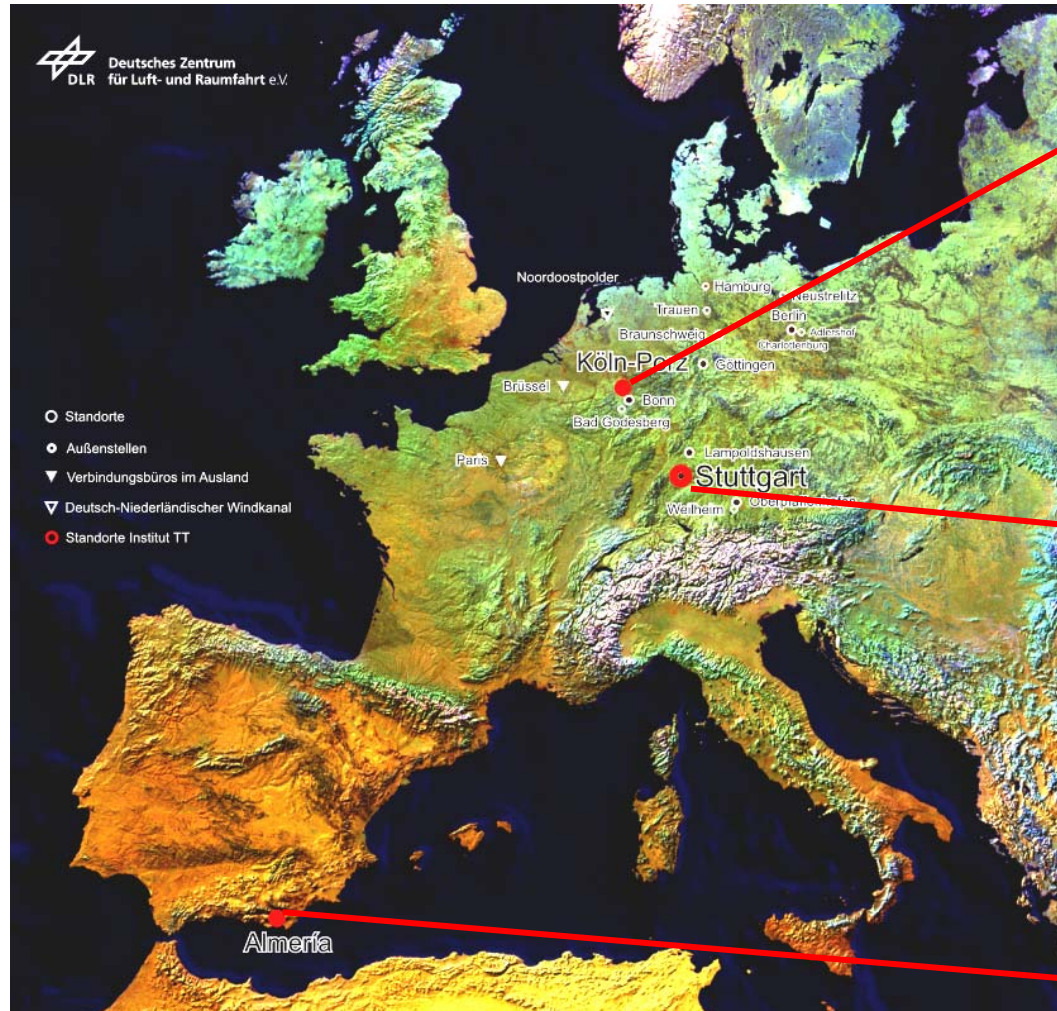 Deutsches Zentrum
DLR für Luft- und Raumfahrt e.V.
Noordoostpolder
Hamburg
Neustrelitz
Trauen
Berlin
Braunschweig
Adlershof
Charlottenburg
Köln-Porz
Göttingen
Brüssel
Bonn
Bad Godesberg
Standorte
Außenstellen
Paris
Lampoldshausen
Verbindungsbüros im Ausland
Stuttgart
Deutsch-Niederländischer Windkanal
Weilheim
Standorte Institut TT
Almería